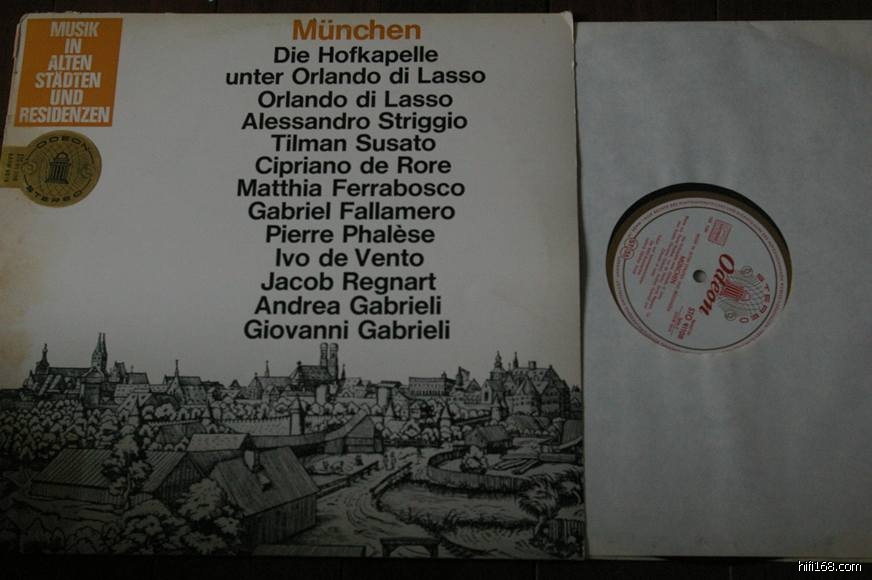 MUSIK
IN
ALTEN
STÄDTEN
UND
RESIDENZEN
ODEON
STEREO
München
Die Hofkapelle
unter Orlando di Lasso
Orlando di Lasso
Alessandro Striggio
Tilman Susato
Cipriano de Rore
Matthia Ferrabosco
Gabriel Fallamero
Pierre Phalèse
Ivo de Vento
Jacob Regnart
Andrea Gabrieli
Giovanni Gabrieli
STEREO
Odeon
MÜNCHEN
hifi168.com